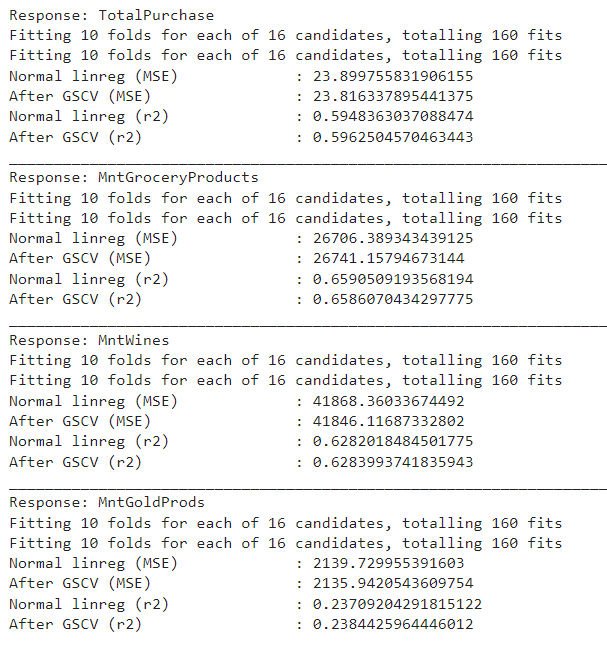 Response: TotalPurchase
Fitting 10 folds for each of 16 candidates, totalling 160 fits
Fitting 10 folds for each of 16 candidates, totalling 160 fits
Normal linreg (MSE) : 23.899755831906155
After GSCV (MSE) : 23.816337895441375
Normal linreg (r2) : 0.5948363037088474
After GSCV (r2) : 0.5962504570463443
Response: MntGroceryProducts
Fitting 10 folds for each of 16 candidates, totalling 160 fits
Fitting 10 folds for each of 16 candidates, totalling 160 fits
Normal linreg (MSE) : 26706.389343439125
After GSCV (MSE) : 26741.15794673144
Normal linreg (r2) : 0.6590509193568194
After GSCV (r2) : 0.6586070434297775
Response: MntWines
Fitting 10 folds for each of 16 candidates, totalling 160 fits
Fitting 10 folds for each of 16 candidates, totalling 160 fits
Normal linreg (MSE) : 41868.36033674492
After GSCV (MSE) : 41846.11687332802
Normal linreg (r2) : 0.6282018484501775
After GSCV (r2) : 0.6283993741835943
Response: MntGoldProds
Fitting 10 folds for each of 16 candidates, totalling 160 fits
Fitting 10 folds for each of 16 candidates, totalling 160 fits
Normal linreg (MSE) : 2139.729955391603
After GSCV (MSE) : 2135.9420543609754
Normal linreg (r2) : 0.23709204291815122
After GSCV (r2) : 0.2384425964446012